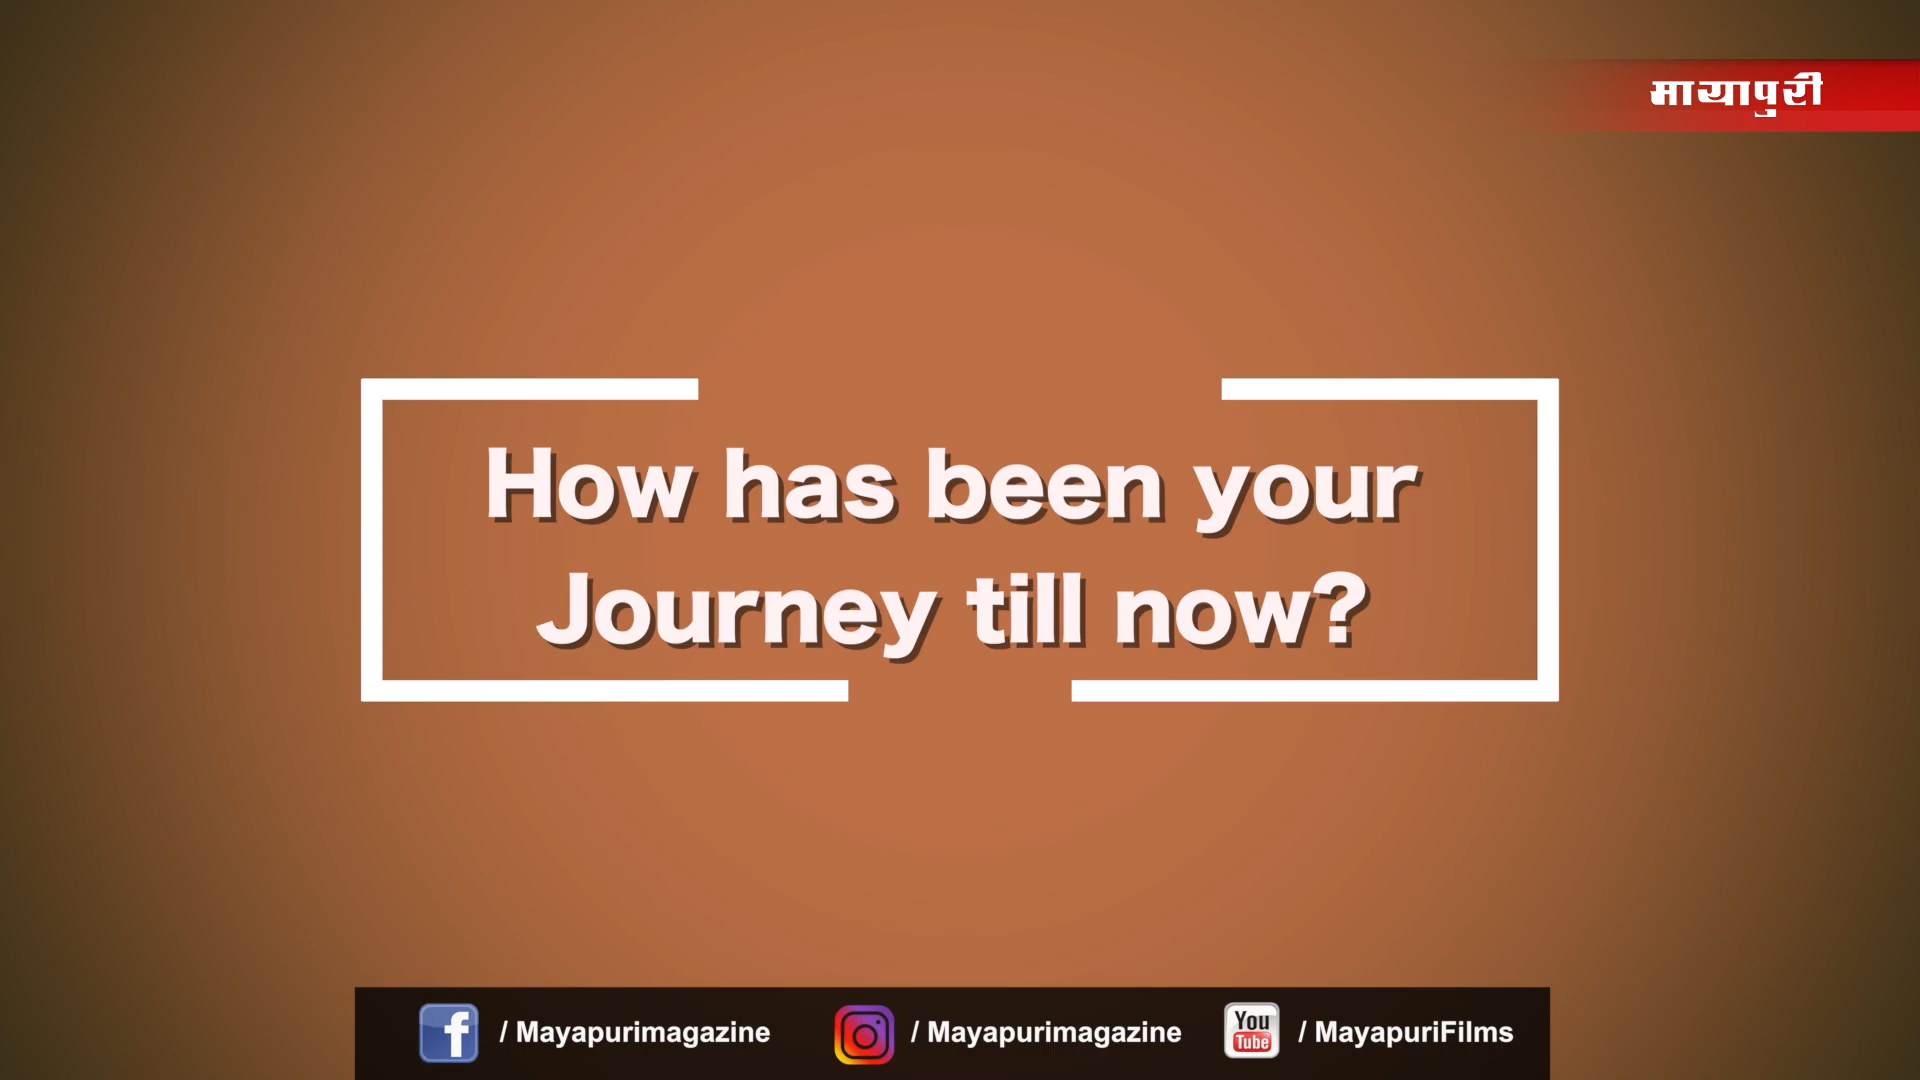 मायापुरी
How has been your
Journey till now?
/ Mayapurimagazine
/ Mayapurimagazine
You
Tube
/ MayapuriFilms